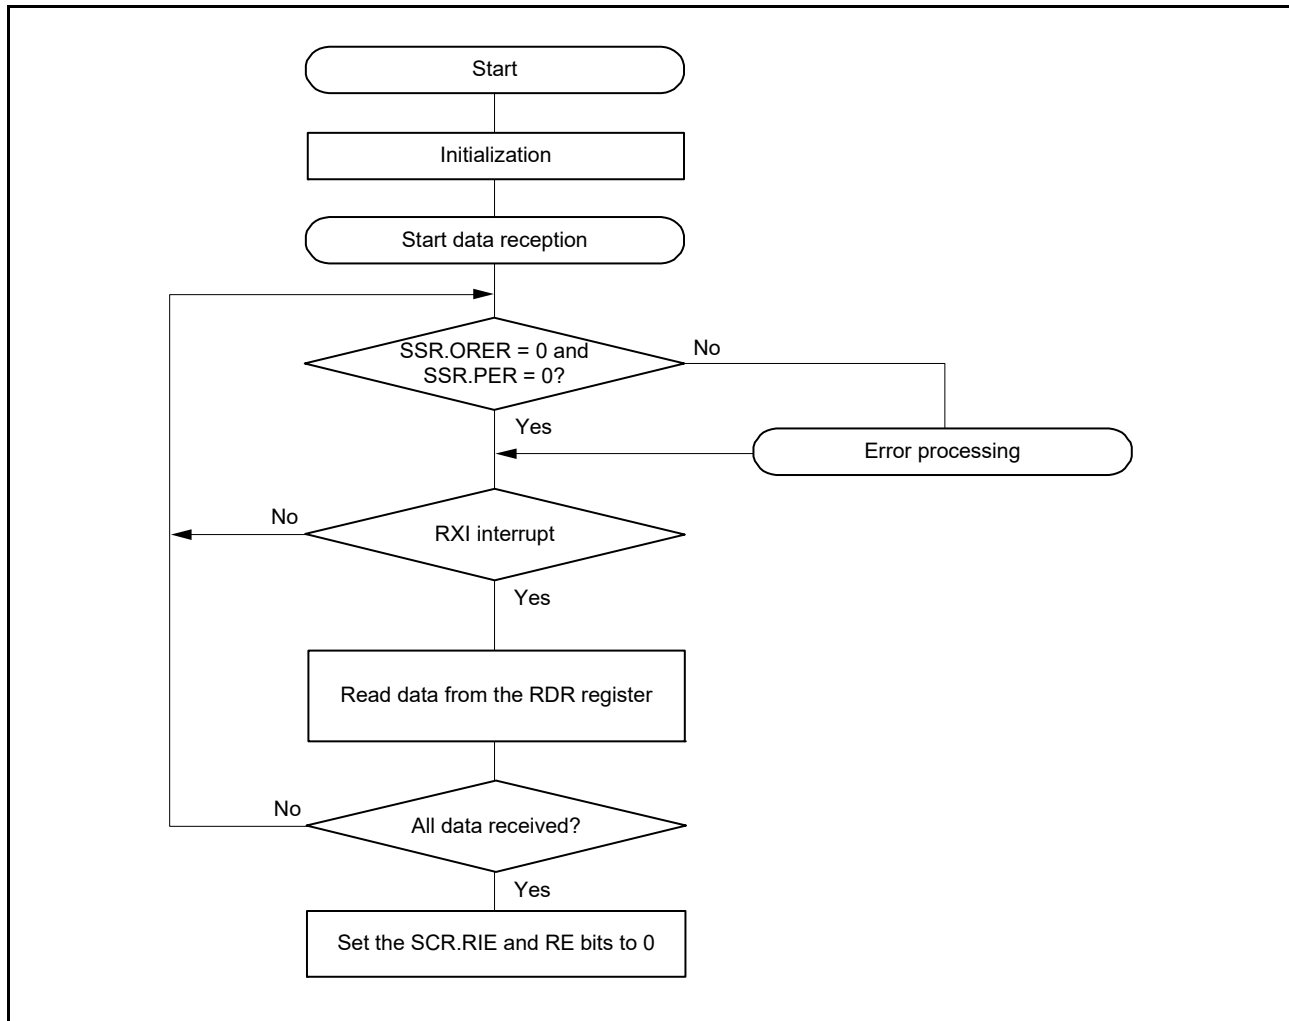 Start
Initialization
Start data reception
SSR.ORER = 0 and
SSR.PER = 0?
No
Yes
Error processing
No
RXI interrupt
Yes
Read data from the RDR register
No
All data received?
Yes
Set the SCR.RIE and RE bits to 0